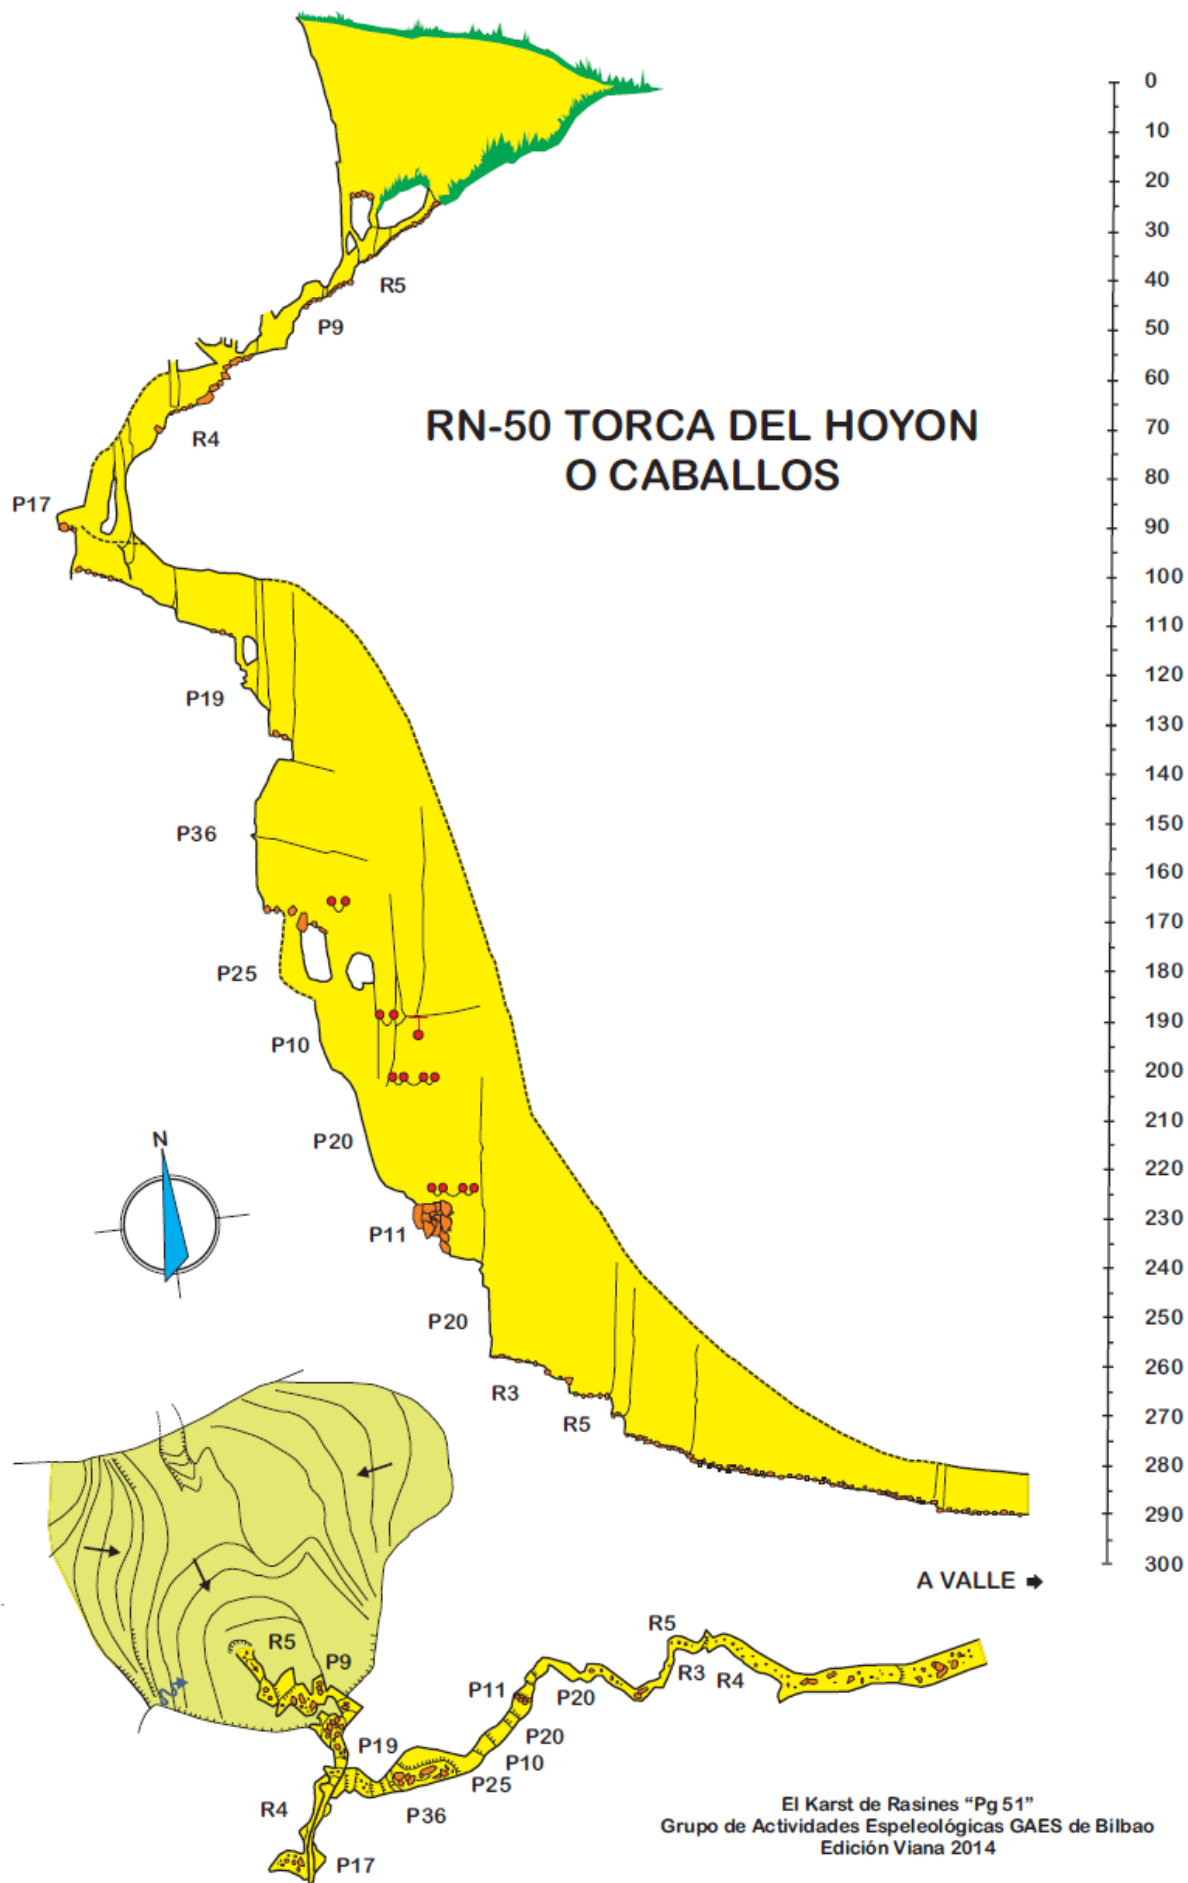 0
10
20
30
R5
40
P9
50
60
RN-50 TORCA DEL HOYON
O CABALLOS
70
R4
80
P17
90
100
110
120
P19
130
140
150
P36
160
170
P25
180
190
P10
200
210
N
P20
220
P11
230
240
P20
250
260
R3
R5
270
280
290
300
A VALLE
R5
R5
P9
R3
R4
P11
P20
P20
P19
P10
P25
R4
P36
P17
El Karst de Rasines “Pg 51”
Grupo de Actividades Espeleológicas GAES de Bilbao
Edición Viana 2014